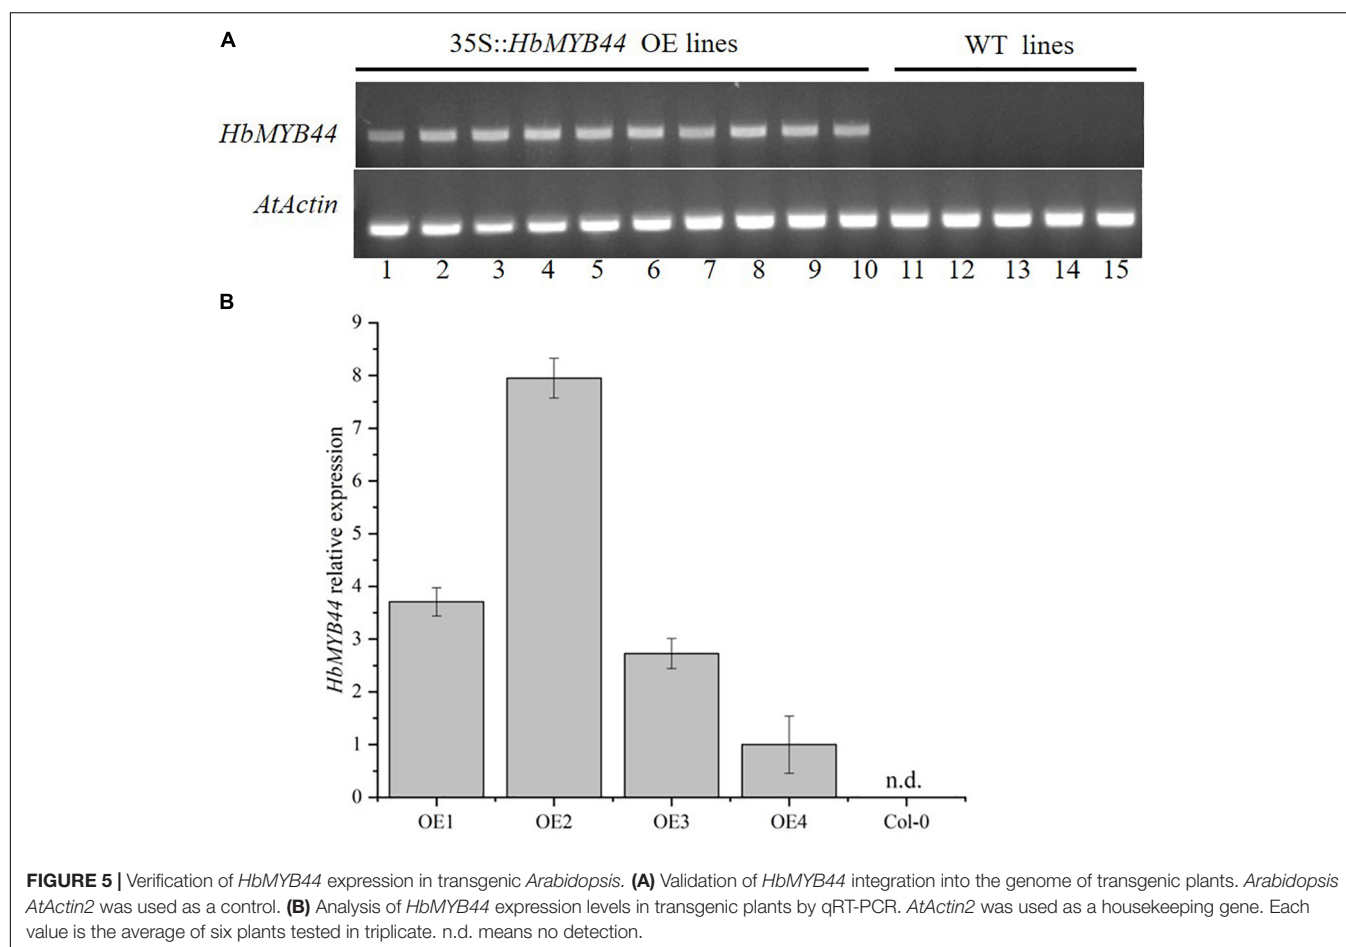 A
35S::HbMYB44 OE lines WT lines
HbMYB44
AtActin
1 2 3 4 5 6 7 8 9 10 11 12 13 14 15
B
HbMYB44 relative expression
9
8
7
6
5
4
3
2
1
0
n.d.
OE1 OE2 OE3 OE4 Col-0
FIGURE 5 | Verification of HbMYB44 expression in transgenic Arabidopsis. (A) Validation of HbMYB44 integration into the genome of transgenic plants. Arabidopsis
AtActin2 was used as a control. (B) Analysis of HbMYB44 expression levels in transgenic plants by qRT-PCR. AtActin2 was used as a housekeeping gene. Each
value is the average of six plants tested in triplicate. n.d. means no detection.